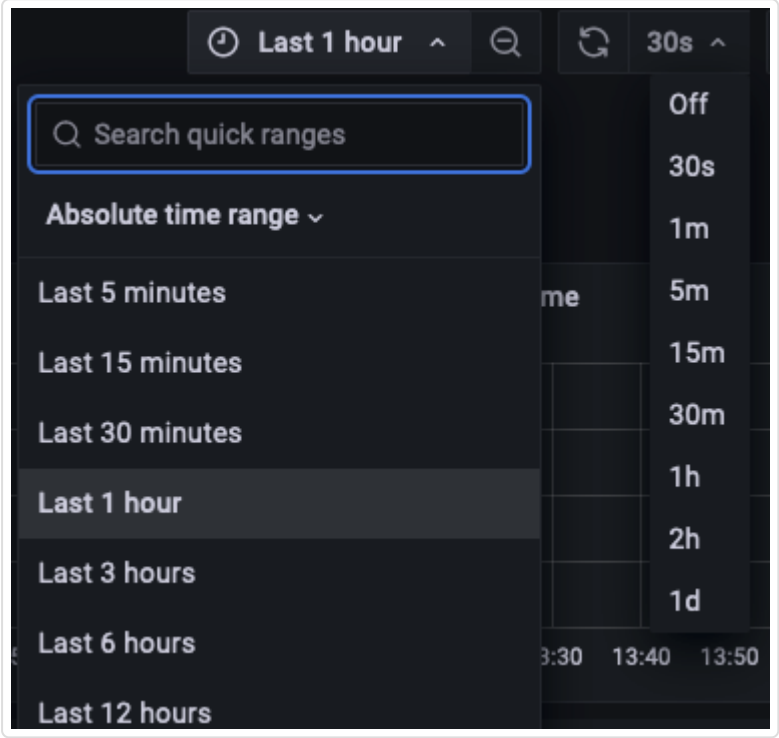 Last 1 hour
30s
Search quick ranges
Absolute time range
Last 5 minutes
Last 15 minutes
Last 30 minutes
Last 1 hour
Last 3 hours
Last 6 hours
Last 12 hours
Off
30s
1m
5m
15m
30m
1h
2h
1d
me
3:30 13:40 13:50